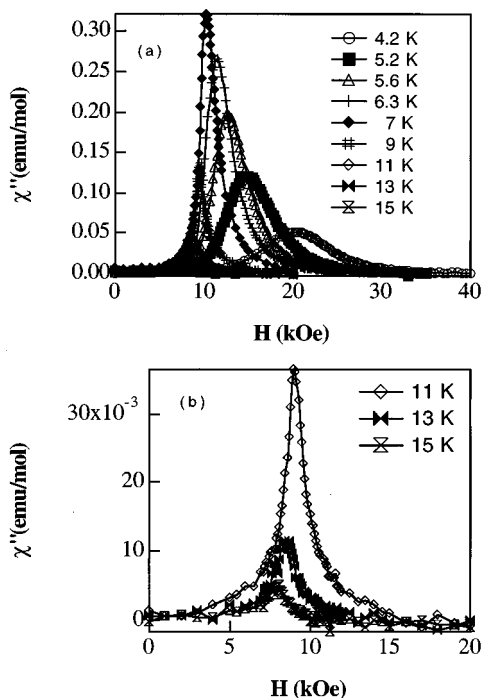 0.30
(a)
4.2 K
5.2 K
5.6 K
6.3 K
7 K
9 K
11 K
13 K
15 K
0.25
0.20
0.15
0.10
0.05
0.00
χ''(emu/mol)
0 10 20 30 40
H (kOe)
(b)
11 K
13 K
15 K
30x10⁻³
20
10
0
χ''(emu/mol)
0 5 10 15 20
H (kOe)